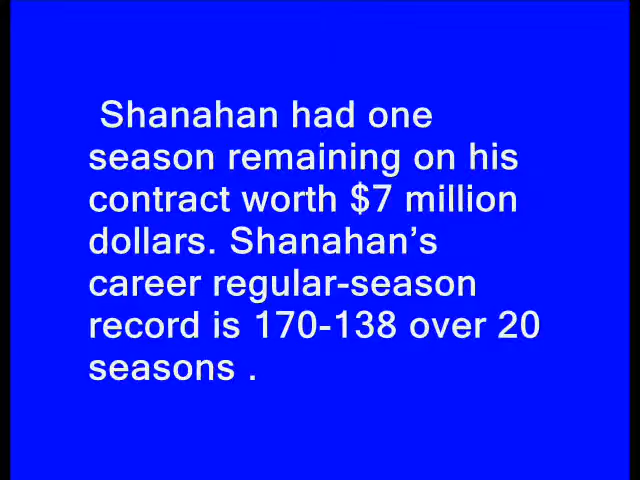 Shanahan had one
season remaining on his
contract worth $7 million
dollars. Shanahan’s
career regular-season
record is 170-138 over 20
seasons .